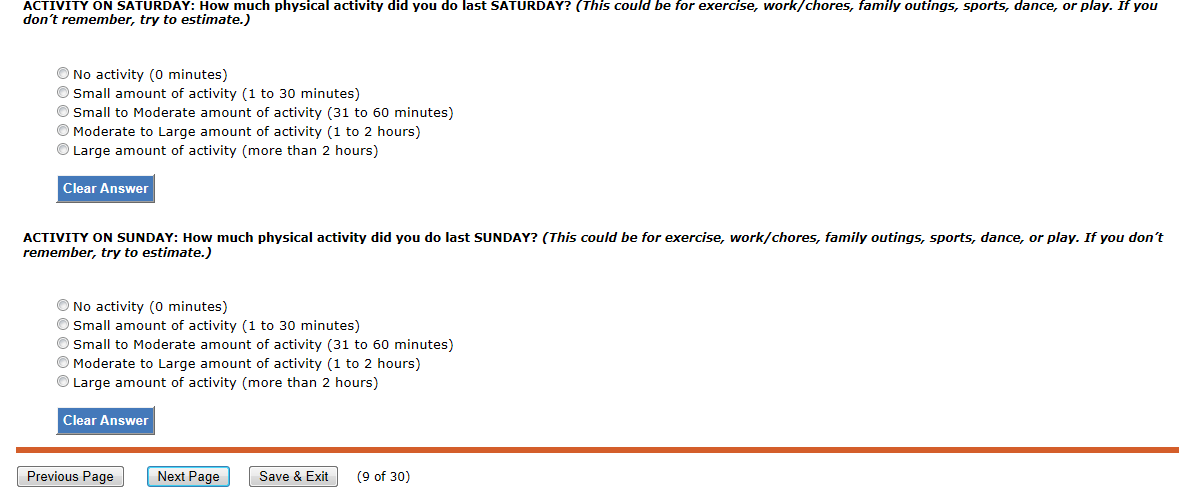 ACTIVITY ON SATURDAY: How much physical activity did you do last SATURDAY? (This could be for exercise, work/chores, family outings, sports, dance, or play. If you
don’t remember, try to estimate.)
No activity (0 minutes)
Small amount of activity (1 to 30 minutes)
Small to Moderate amount of activity (31 to 60 minutes)
Moderate to Large amount of activity (1 to 2 hours)
Large amount of activity (more than 2 hours)
Clear Answer
ACTIVITY ON SUNDAY: How much physical activity did you do last SUNDAY? (This could be for exercise, work/chores, family outings, sports, dance, or play. If you don’t
remember, try to estimate.)
No activity (0 minutes)
Small amount of activity (1 to 30 minutes)
Small to Moderate amount of activity (31 to 60 minutes)
Moderate to Large amount of activity (1 to 2 hours)
Large amount of activity (more than 2 hours)
Clear Answer
Previous Page Next Page Save & Exit (9 of 30)